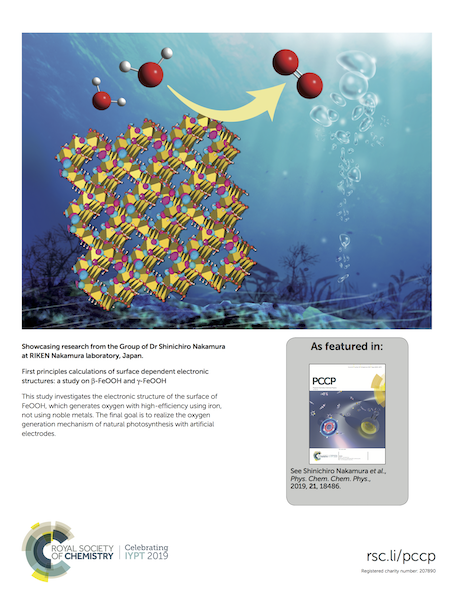 Showcasing research from the Group of Dr Shinichiro Nakamura
at RIKEN Nakamura laboratory, Japan.
First principles calculations of surface dependent electronic
structures: a study on β-FeOOH and γ-FeOOH
This study investigates the electronic structure of the surface of
FeOOH, which generates oxygen with high-efficiency using iron,
not using noble metals. The final goal is to realize the oxygen
generation mechanism of natural photosynthesis with artificial
electrodes.
As featured in:
PCCP
See Shinichiro Nakamura et al.,
Phys. Chem. Chem. Phys.,
2019, 21, 18486.
ROYAL SOCIETY
OF CHEMISTRY
Celebrating
IYPT 2019
rsc.li/pccp
Registered charity number: 207890